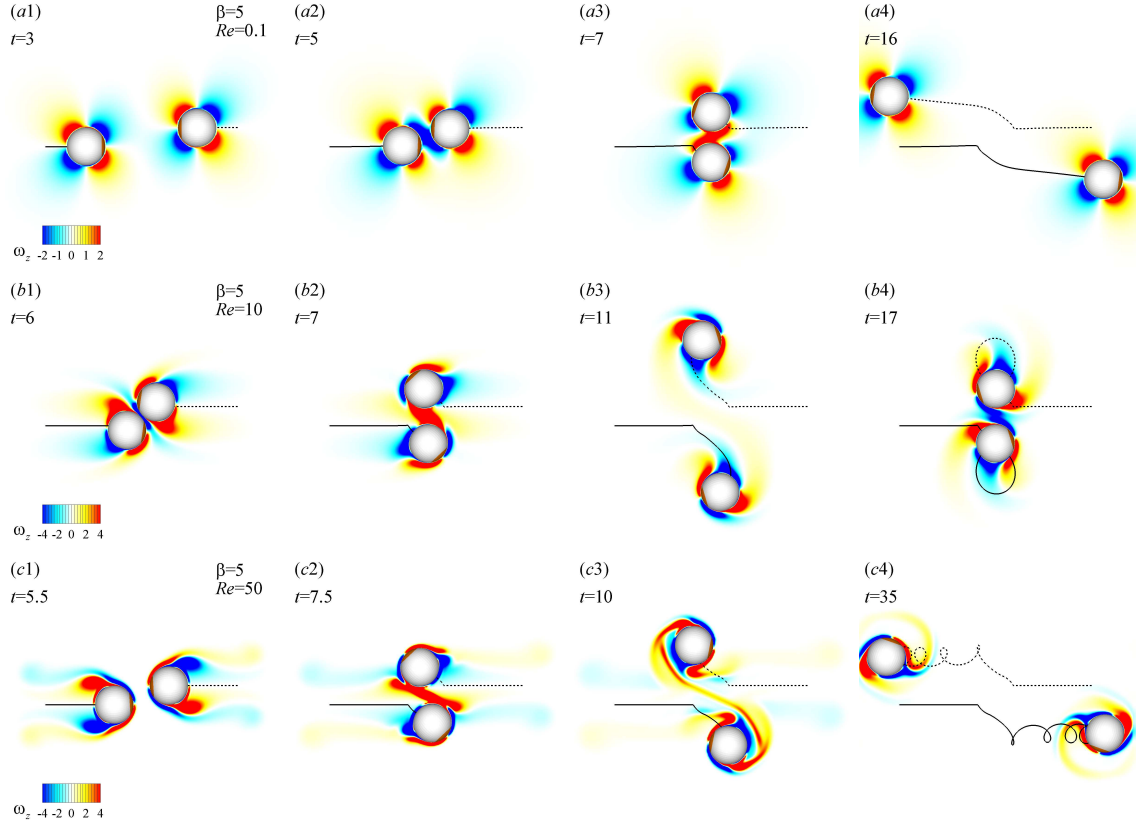 (a1) β=5 (a2) (a3) (a4)
Re=0.1
t=3 t=5 t=7 t=16
ω_z -2 -1 0 1 2
(b1) β=5 (b2) (b3) (b4)
Re=10
t=6 t=7 t=11 t=17
ω_z -4 -2 0 2 4
(c1) β=5 (c2) (c3) (c4)
Re=50
t=5.5 t=7.5 t=10 t=35
ω_z -4 -2 0 2 4